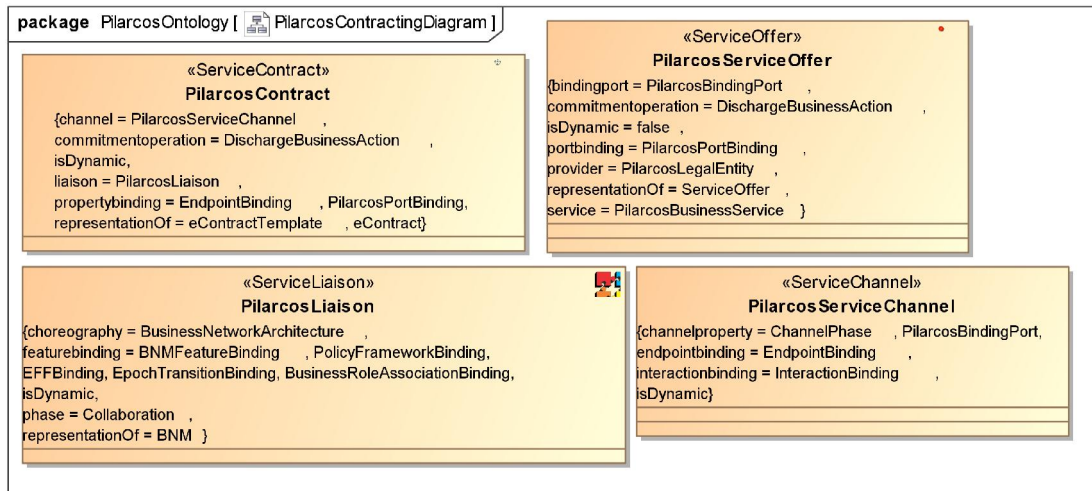 package PilarcosOntology [ PilarcosContractingDiagram ]
«ServiceContract»
PilarcosContract
{channel = PilarcosServiceChannel ,
commitmentoperation = DischargeBusinessAction ,
isDynamic,
liaison = PilarcosLiaison ,
propertybinding = EndpointBinding , PilarcosPortBinding,
representationOf = eContractTemplate , eContract}
«ServiceOffer»
PilarcosServiceOffer
{bindingport = PilarcosBindingPort ,
commitmentoperation = DischargeBusinessAction ,
isDynamic = false ,
portbinding = PilarcosPortBinding ,
provider = PilarcosLegalEntity ,
representationOf = ServiceOffer ,
service = PilarcosBusinessService }
«ServiceLiaison»
PilarcosLiaison
{choreography = BusinessNetworkArchitecture ,
featurebinding = BNMFeatureBinding , PolicyFrameworkBinding,
EFFBinding, EpochTransitionBinding, BusinessRoleAssociationBinding,
isDynamic,
phase = Collaboration ,
representationOf = BNM }
«ServiceChannel»
PilarcosServiceChannel
{channelproperty = ChannelPhase , PilarcosBindingPort,
endpointbinding = EndpointBinding ,
interactionbinding = InteractionBinding ,
isDynamic}